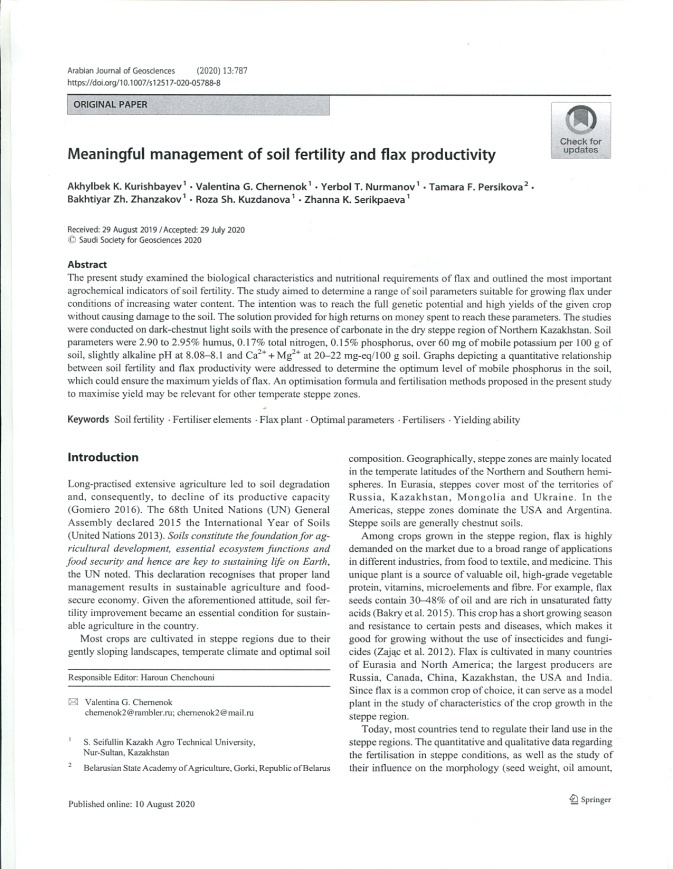 Arabian Journal of Geosciences (2020) 13:787
https://doi.org/10.1007/s12517-020-05788-8
ORIGINAL PAPER
Check for
updates
Meaningful management of soil fertility and flax productivity
Akhylbek K. Kurishbayev1 · Valentina G. Chernenok1 · Yerbol T. Nurmanov1 · Tamara F. Persikova2 ·
Bakhtiyar Zh. Zhanzakov1 · Roza Sh. Kuzdanova1 · Zhanna K. Serikpaeva1
Received: 29 August 2019 / Accepted: 29 July 2020
© Saudi Society for Geosciences 2020
Abstract
The present study examined the biological characteristics and nutritional requirements of flax and outlined the most important
agrochemical indicators of soil fertility. The study aimed to determine a range of soil parameters suitable for growing flax under
conditions of increasing water content. The intention was to reach the full genetic potential and high yields of the given crop
without causing damage to the soil. The solution provided for high returns on money spent to reach these parameters. The studies
were conducted on dark-chestnut light soils with the presence of carbonate in the dry steppe region of Northern Kazakhstan. Soil
parameters were 2.90 to 2.95% humus, 0.17% total nitrogen, 0.15% phosphorus, over 60 mg of mobile potassium per 100 g of
soil, slightly alkaline pH at 8.08–8.1 and Ca2+ + Mg2+ at 20–22 mg-eq/100 g soil. Graphs depicting a quantitative relationship
between soil fertility and flax productivity were addressed to determine the optimum level of mobile phosphorus in the soil,
which could ensure the maximum yields of flax. An optimisation formula and fertilisation methods proposed in the present study
to maximise yield may be relevant for other temperate steppe zones.
Keywords Soil fertility · Fertiliser elements · Flax plant · Optimal parameters · Fertilisers · Yielding ability
Introduction
Long-practised extensive agriculture led to soil degradation
and, consequently, to decline of its productive capacity
(Gomiero 2016). The 68th United Nations (UN) General
Assembly declared 2015 the International Year of Soils
(United Nations 2013). Soils constitute the foundation for ag-
ricultural development, essential ecosystem functions and
food security and hence are key to sustaining life on Earth,
the UN noted. This declaration recognises that proper land
management results in sustainable agriculture and food-
secure economy. Given the aforementioned attitude, soil fer-
tility improvement became an essential condition for sustain-
able agriculture in the country.
Most crops are cultivated in steppe regions due to their
gently sloping landscapes, temperate climate and optimal soil
Responsible Editor: Haroun Chenchouni
Valentina G. Chernenok
chernenok2@rambler.ru; chernenok2@mail.ru
1 S. Seifullin Kazakh Agro Technical University,
Nur-Sultan, Kazakhstan
2 Belarusian State Academy of Agriculture, Gorki, Republic of Belarus
composition. Geographically, steppe zones are mainly located
in the temperate latitudes of the Northern and Southern hemi-
spheres. In Eurasia, steppes cover most of the territories of
Russia, Kazakhstan, Mongolia and Ukraine. In the
Americas, steppe zones dominate the USA and Argentina.
Steppe soils are generally chestnut soils.
Among crops grown in the steppe region, flax is highly
demanded on the market due to a broad range of applications
in different industries, from food to textile, and medicine. This
unique plant is a source of valuable oil, high-grade vegetable
protein, vitamins, microelements and fibre. For example, flax
seeds contain 30–48% of oil and are rich in unsaturated fatty
acids (Bakry et al. 2015). This crop has a short growing season
and resistance to certain pests and diseases, which makes it
good for growing without the use of insecticides and fungi-
cides (Zając et al. 2012). Flax is cultivated in many countries
of Eurasia and North America; the largest producers are
Russia, Canada, China, Kazakhstan, the USA and India.
Since flax is a common crop of choice, it can serve as a model
plant in the study of characteristics of the crop growth in the
steppe region.
Today, most countries tend to regulate their land use in the
steppe regions. The quantitative and qualitative data regarding
the fertilisation in steppe conditions, as well as the study of
their influence on the morphology (seed weight, oil amount,
Published online: 10 August 2020
Springer